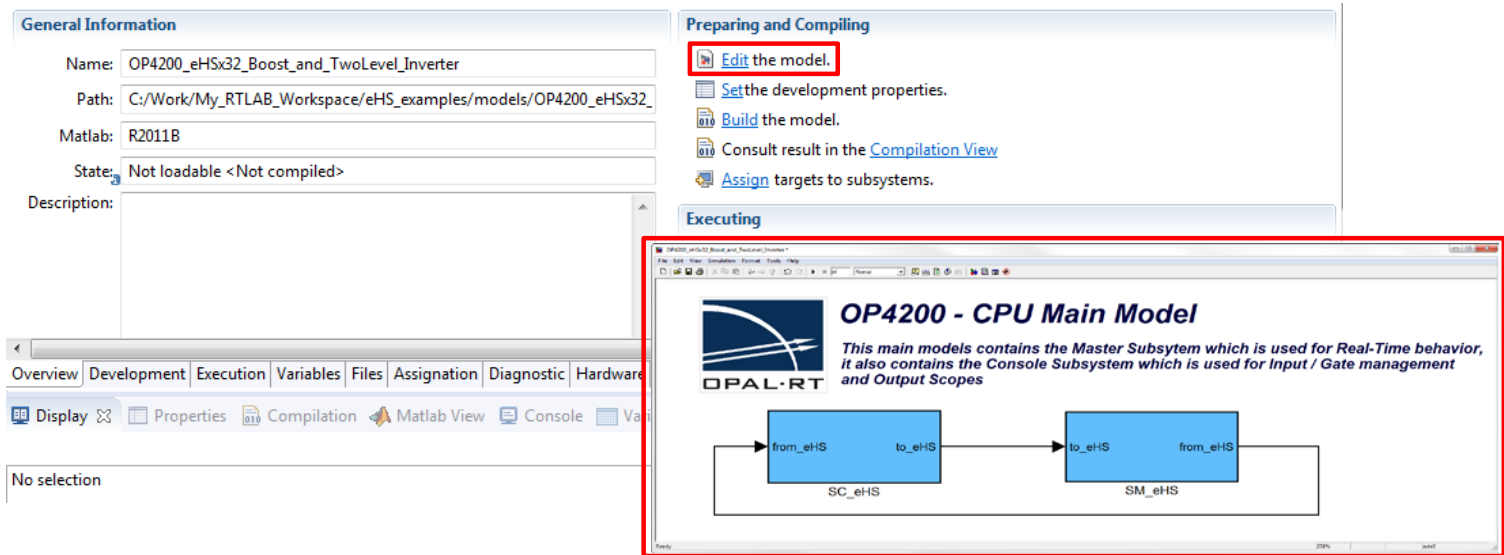 General Information
Name: OP4200_eHSx32_Boost_and_TwoLevel_Inverter
Path: C:/Work/My_RTLAB_Workspace/eHS_examples/models/OP4200_eHSx32_
Matlab: R2011B
State: Not loadable <Not compiled>
Description:
Overview Development Execution Variables Files Assignation Diagnostic Hardware
Display Properties Compilation Matlab View Console Vari
No selection
Preparing and Compiling
Edit the model.
Setthe development properties.
Build the model.
Consult result in the Compilation View
Assign targets to subsystems.
Executing
OP4200_eHSx32_Boost_and_TwoLevel_Inverter *
File Edit View Simulation Format Tools Help
inf Normal
OPAL-RT
OP4200 - CPU Main Model
This main models contains the Master Subsytem which is used for Real-Time behavior,
it also contains the Console Subsystem which is used for Input / Gate management
and Output Scopes
from_eHS to_eHS
SC_eHS
to_eHS from_eHS
SM_eHS
Ready